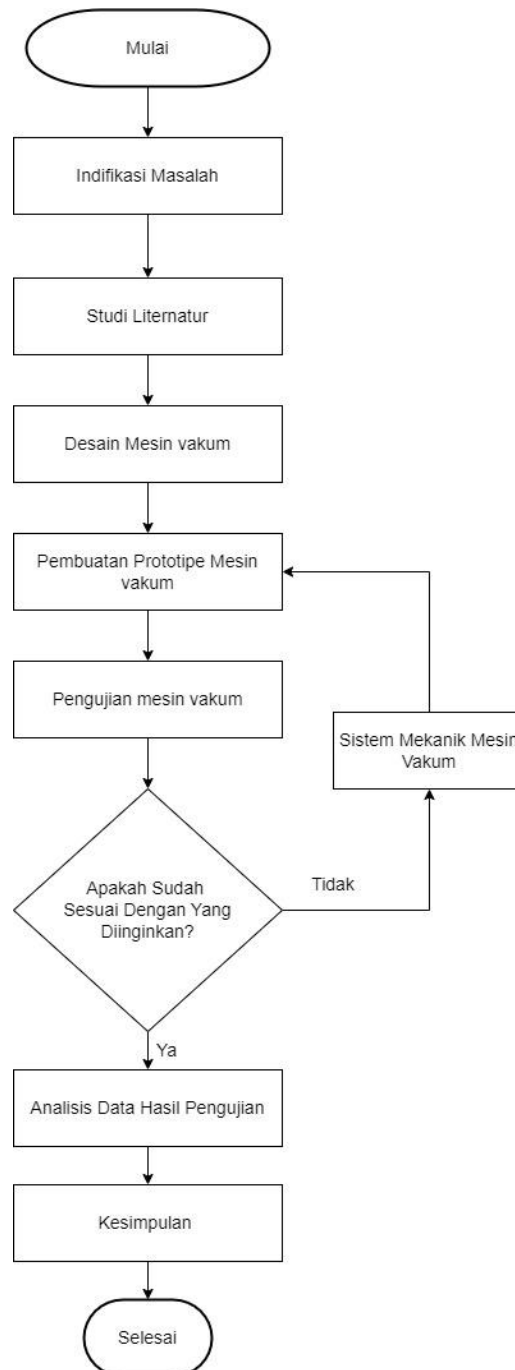 Mulai
Indifikasi Masalah
Studi Liternatur
Desain Mesin vakum
Pembuatan Prototipe Mesin
vakum
Pengujian mesin vakum
Sistem Mekanik Mesin
Vakum
Apakah Sudah
Sesuai Dengan Yang
Diinginkan?
Tidak
Ya
Analisis Data Hasil Pengujian
Kesimpulan
Selesai